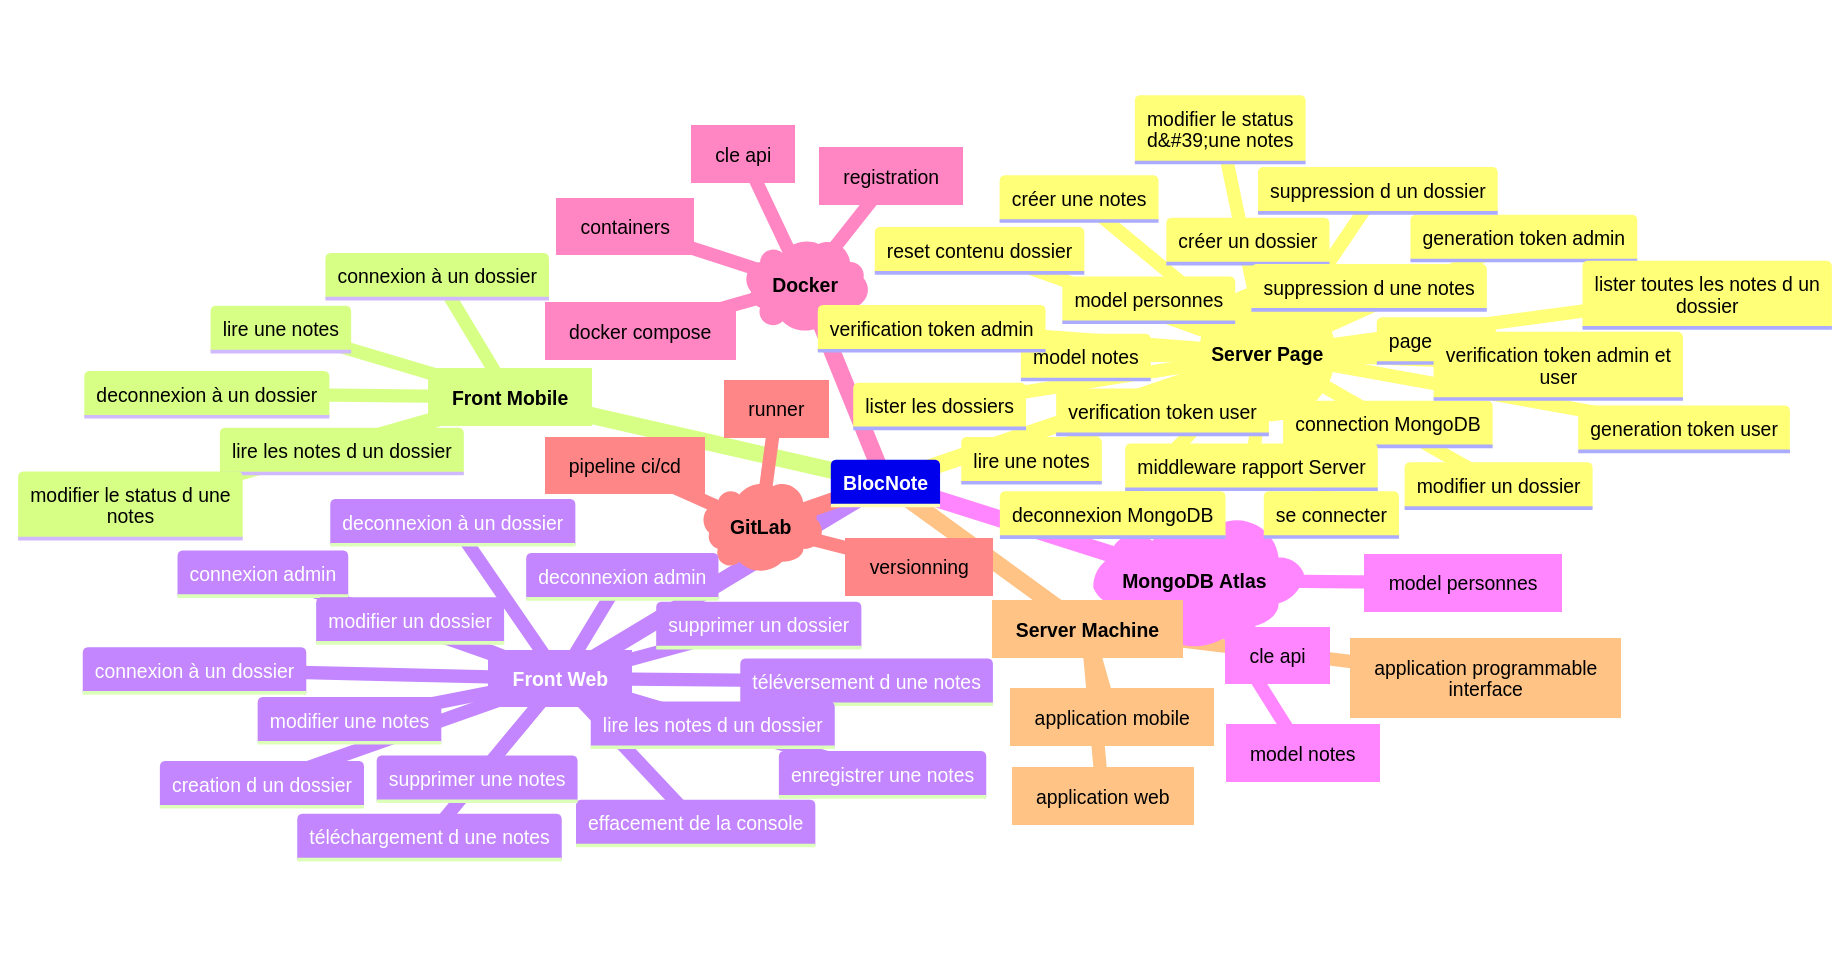 modifier le status
d&#39;une notes
cle api
registration
créer une notes
suppression d un dossier
containers
reset contenu dossier
créer un dossier
generation token admin
connexion à un dossier
Docker
model personnes
suppression d une notes
lister toutes les notes d un
dossier
lire une notes
docker compose
verification token admin
model notes
Server Page
page
verification token admin et
user
deconnexion à un dossier
Front Mobile
runner
lister les dossiers
verification token user
connection MongoDB
generation token user
lire les notes d un dossier
pipeline ci/cd
BlocNote
lire une notes
middleware rapport Server
modifier un dossier
modifier le status d une
notes
deconnexion à un dossier
GitLab
deconnexion MongoDB
se connecter
connexion admin
deconnexion admin
versionning
MongoDB Atlas
model personnes
modifier un dossier
supprimer un dossier
Server Machine
cle api
application programmable
interface
connexion à un dossier
Front Web
téléversement d une notes
modifier une notes
lire les notes d un dossier
application mobile
model notes
creation d un dossier
supprimer une notes
enregistrer une notes
application web
téléchargement d une notes
effacement de la console